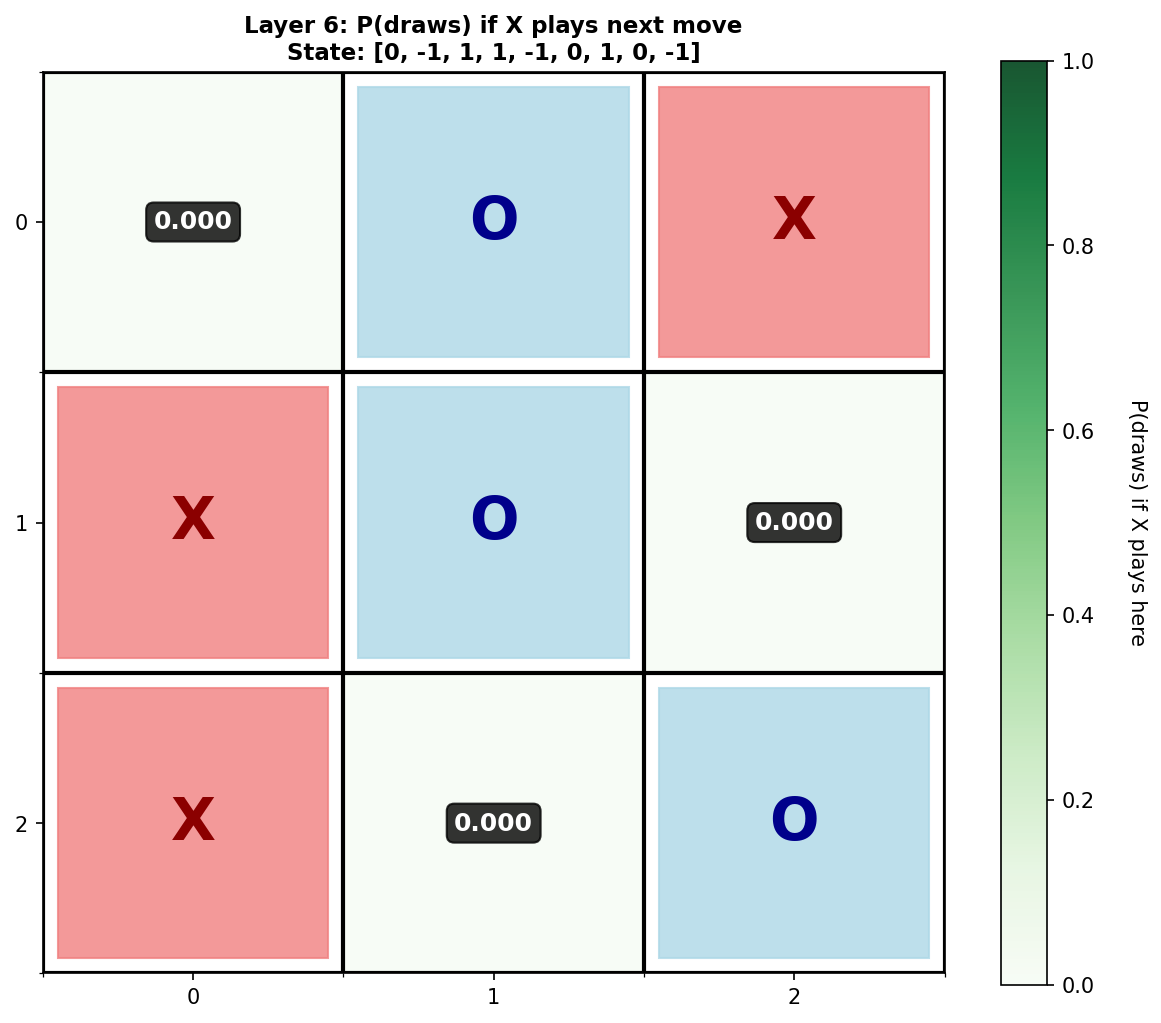 Layer 6: P(draws) if X plays next move
State: [0, -1, 1, 1, -1, 0, 1, 0, -1]
0.000
O
X
X
O
0.000
X
0.000
O
0
1
2
0
1
2
1.0
0.8
0.6
0.4
0.2
0.0
P(draws) if X plays here